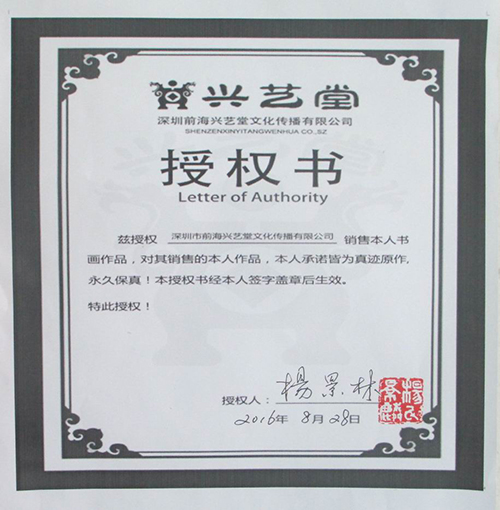 兴艺堂
深圳前海兴艺堂文化传播有限公司
SHENZENXINYITANGWENHUA CO.,SZ
授权书
Letter of Authority
兹授权 深圳市前海兴艺堂文化传播有限公司 销售本人书
画作品，对其销售的本人作品，本人承诺皆为真迹原作，
永久保真！本授权书经本人签字盖章后生效。
特此授权！
授权人：楊景林
2016年 8月28日